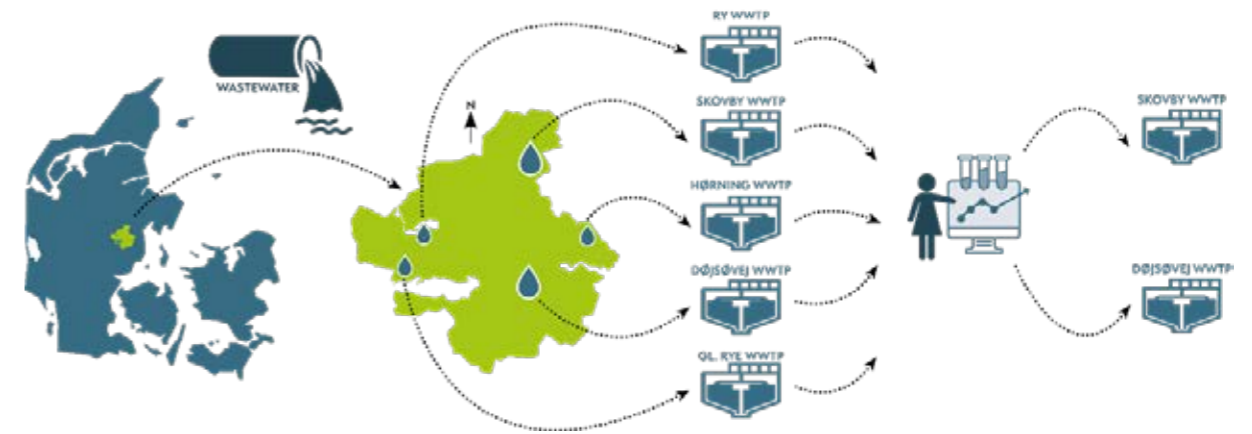 WASTEWATER
N
RY WWTP
SKOVBY WWTP
HØRNING WWTP
DØJSØVEJ WWTP
GL. RYE WWTP
SKOVBY WWTP
DØJSØVEJ WWTP